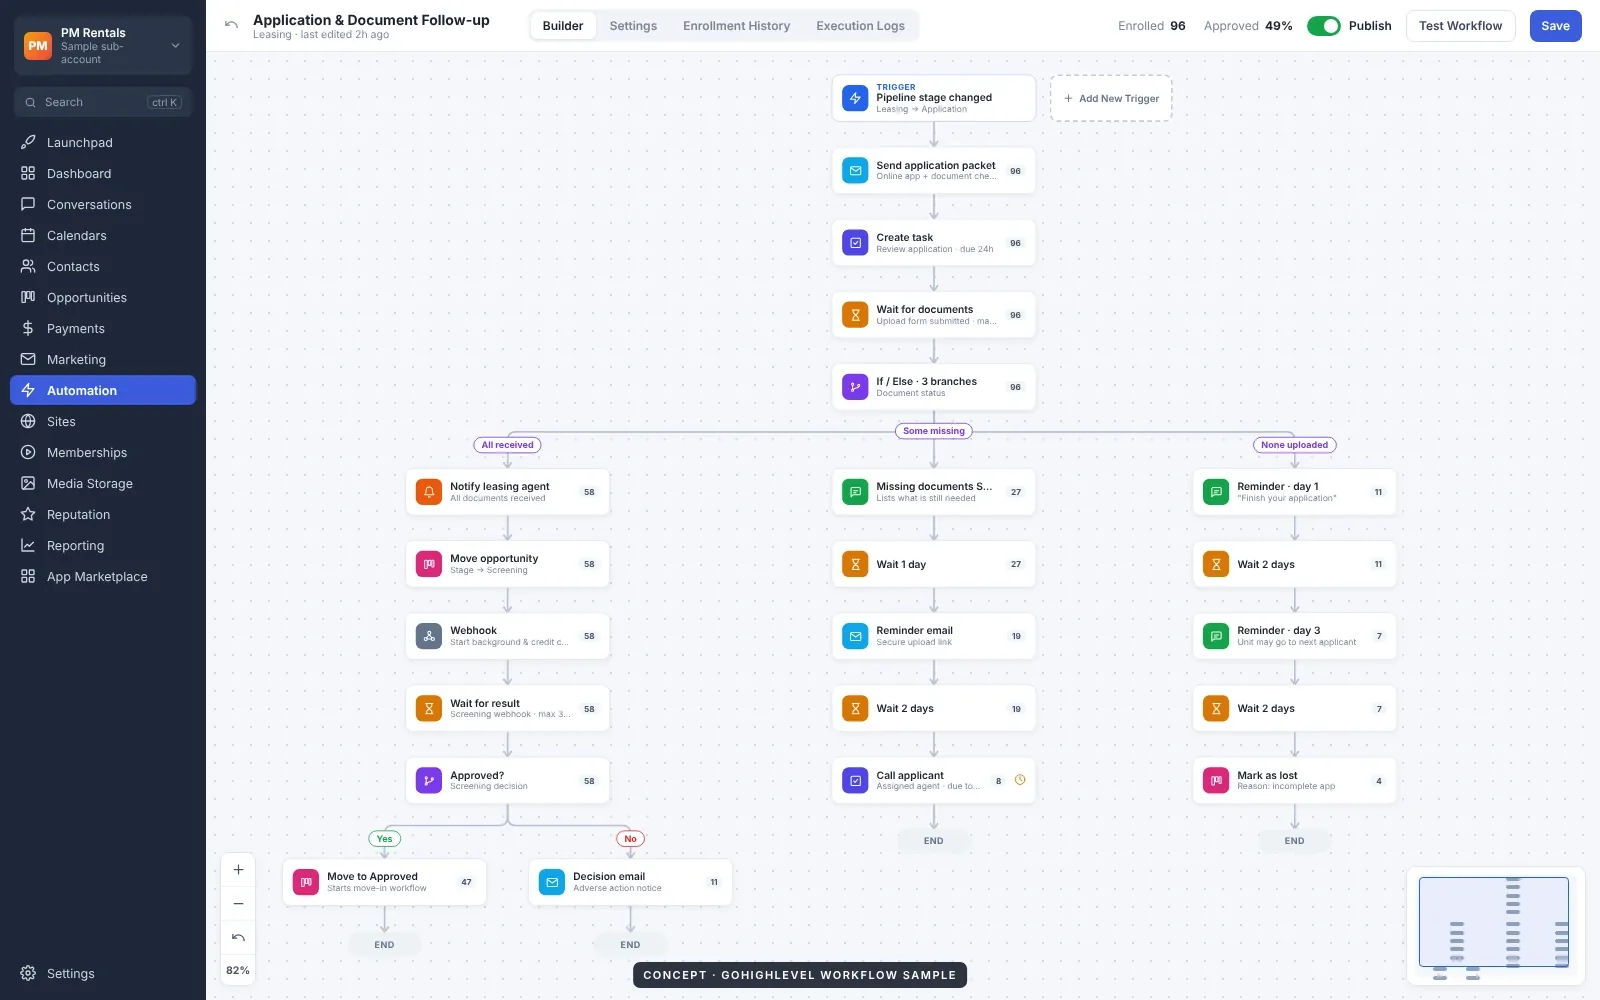 PM
PM Rentals
Sample sub-account
Search
ctrl K
Launchpad
Dashboard
Conversations
Calendars
Contacts
Opportunities
Payments
Marketing
Automation
Sites
Memberships
Media Storage
Reputation
Reporting
App Marketplace
Settings
Application & Document Follow-up
Leasing · last edited 2h ago
Builder
Settings
Enrollment History
Execution Logs
Enrolled 96
Approved 49%
Publish
Test Workflow
Save
TRIGGER
Pipeline stage changed
Leasing → Application
+ Add New Trigger
Send application packet
Online app + document che...
96
Create task
Review application · due 24h
96
Wait for documents
Upload form submitted · ma...
96
If / Else · 3 branches
Document status
96
All received
Some missing
None uploaded
Notify leasing agent
All documents received
58
Missing documents S...
Lists what is still needed
27
Reminder · day 1
"Finish your application"
11
Move opportunity
Stage → Screening
58
Wait 1 day
27
Wait 2 days
11
Webhook
Start background & credit c...
58
Reminder email
Secure upload link
19
Reminder · day 3
Unit may go to next applicant
7
Wait for result
Screening webhook · max 3...
58
Wait 2 days
19
Wait 2 days
7
Approved?
Screening decision
58
Call applicant
Assigned agent · due to...
8
Mark as lost
Reason: incomplete app
4
Yes
No
END
END
Move to Approved
Starts move-in workflow
47
Decision email
Adverse action notice
11
END
END
+
−
82%
CONCEPT · GOHIGHLEVEL WORKFLOW SAMPLE